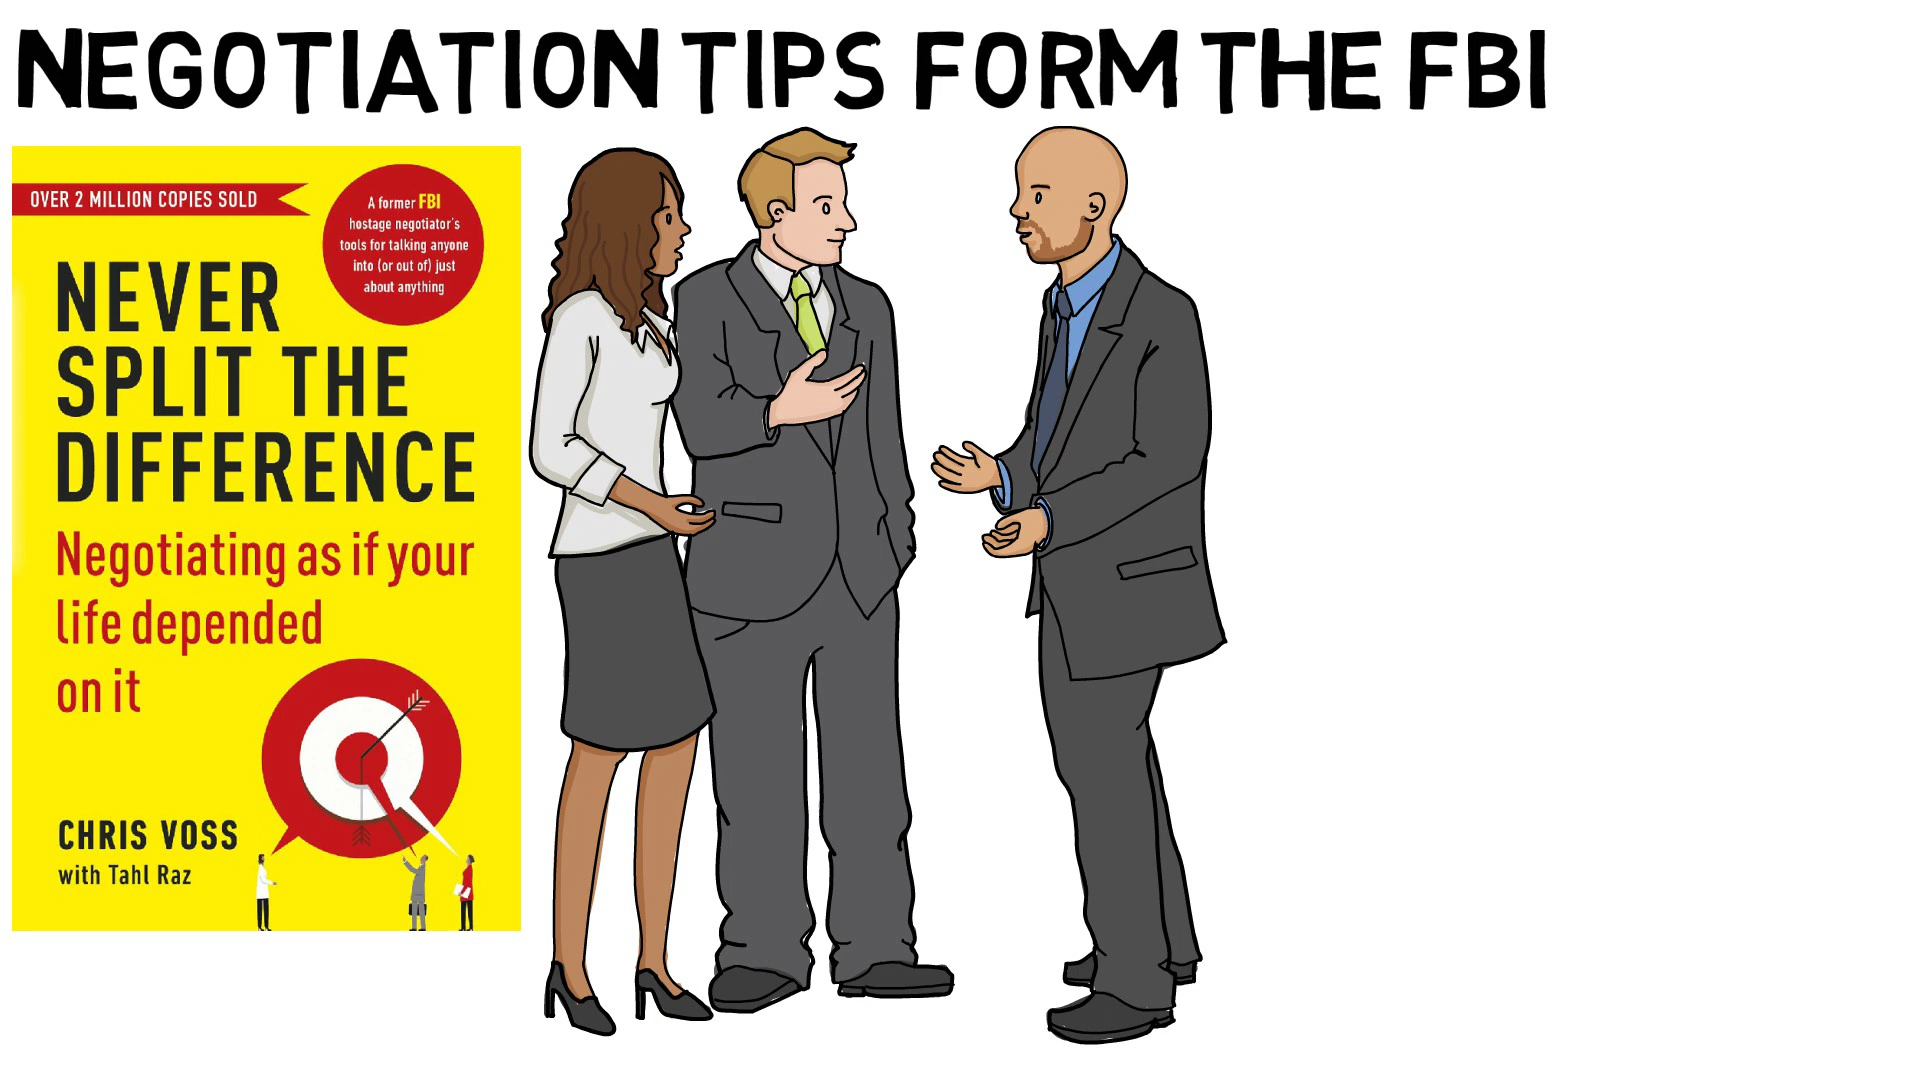 NEGOTIATION TIPS FORM THE FBI
OVER 2 MILLION COPIES SOLD
A former FBI
hostage negotiator's
tools for talking anyone
into (or out of) just
about anything
NEVER
SPLIT THE
DIFFERENCE
Negotiating as if your
life depended
on it
CHRIS VOSS
with Tahl Raz